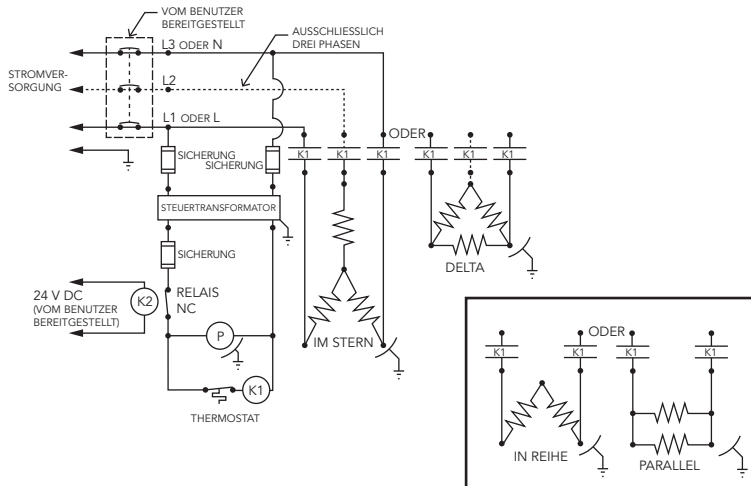 VOM BENUTZER
BEREITGESTELLT
AUSCHLIESSLICH
DREI PHASEN
L3 ODER N
STROMVER-
SORGUNG
L2
L1 ODER L
ODER
K1
K1
K1
K1
K1
K1
SICHERUNG
SICHERUNG
STEUERTRANSFORMATOR
SICHERUNG
DELTA
24 V DC
(VOM BENUTZER
BEREITGESTELLT)
K2
RELAIS
NC
P
IM STERN
K1
THERMOSTAT
ODER
K1
K1
K1
K1
IN REIHE
PARALLEL